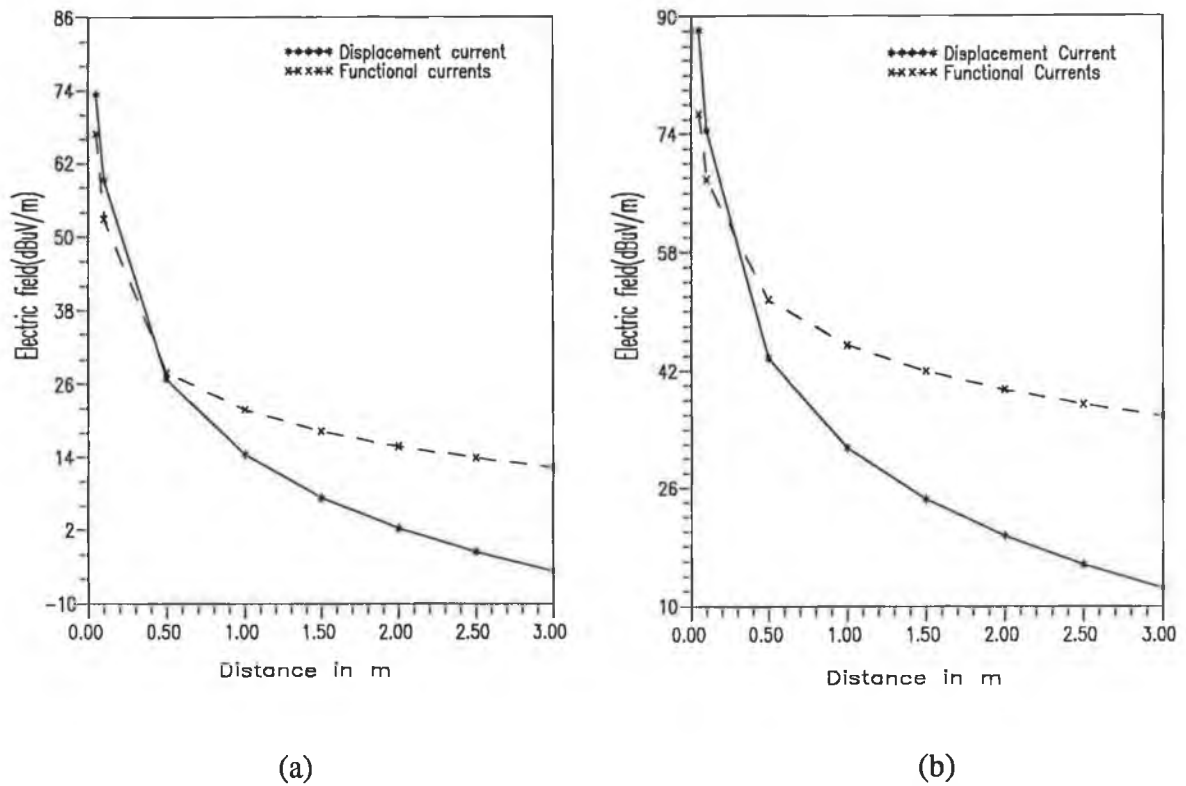 86
74
62
50
38
26
14
2
-10
Electric field(dBuV/m)
Displacement current
Functional currents
0.00 0.50 1.00 1.50 2.00 2.50 3.00
Distance in m
(a)
90
74
58
42
26
10
Electric field(dBuV/m)
Displacement Current
Functional Currents
0.00 0.50 1.00 1.50 2.00 2.50 3.00
Distance in m
(b)